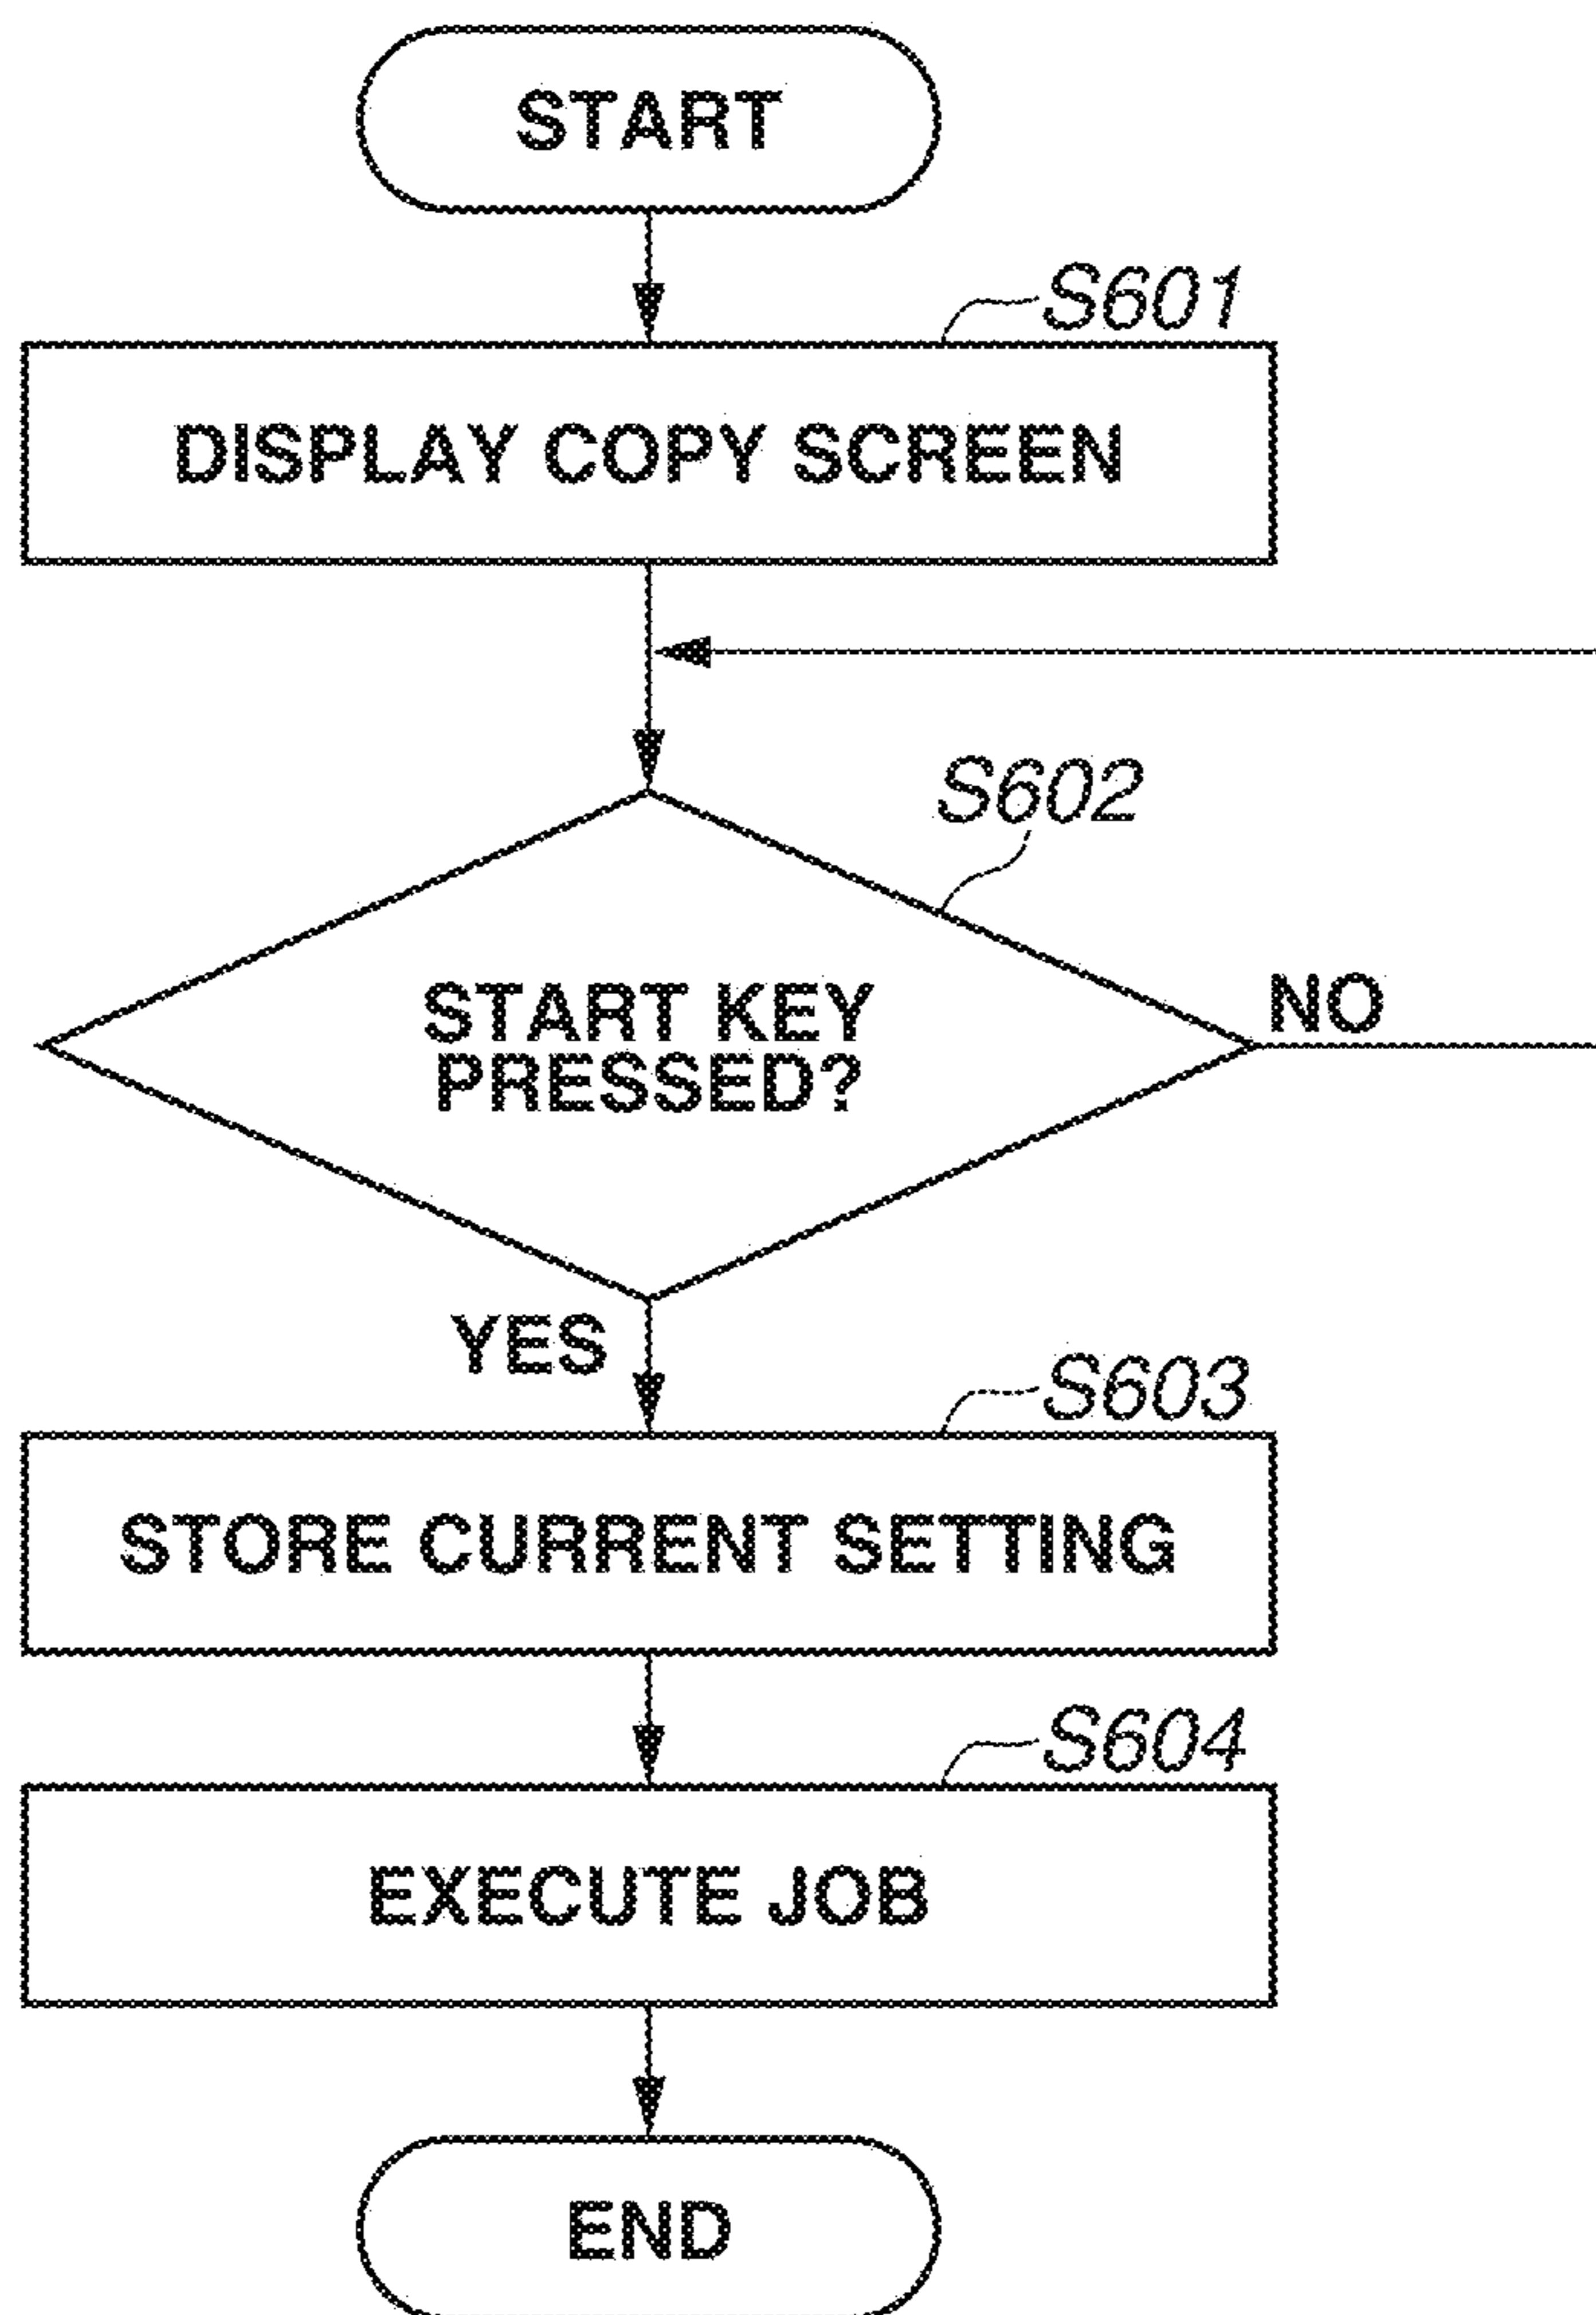 START
S601
DISPLAY COPY SCREEN
S602
START KEY
PRESSED?
NO
YES
S603
STORE CURRENT SETTING
S604
EXECUTE JOB
END